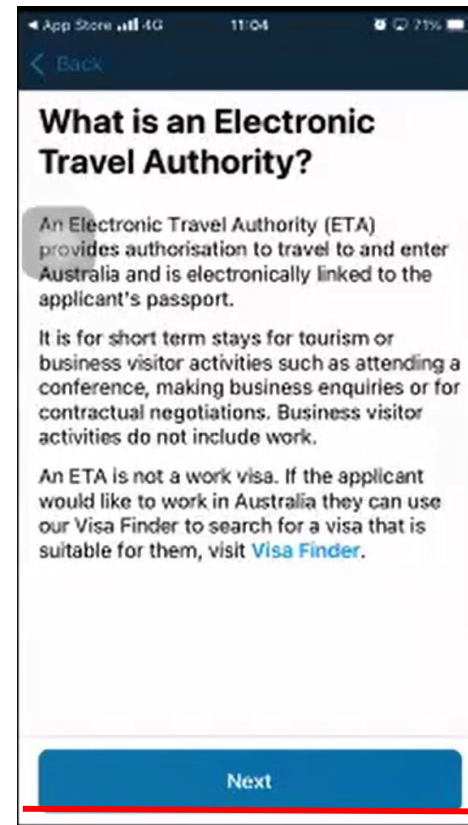 App Store 4G 11:04 71%
Back
What is an Electronic
Travel Authority?
An Electronic Travel Authority (ETA)
provides authorisation to travel to and enter
Australia and is electronically linked to the
applicant's passport.
It is for short term stays for tourism or
business visitor activities such as attending a
conference, making business enquiries or for
contractual negotiations. Business visitor
activities do not include work.
An ETA is not a work visa. If the applicant
would like to work in Australia they can use
our Visa Finder to search for a visa that is
suitable for them, visit Visa Finder.
Next